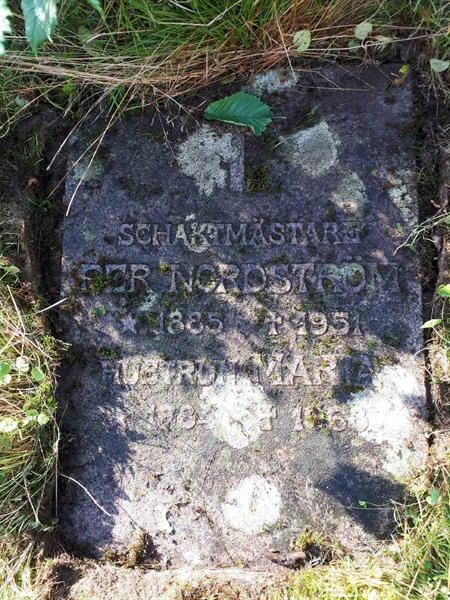 SCHAKTMÄSTARE
PER NORDSTRÖM
* 1885 † 1951
HUSTRUN MARIA